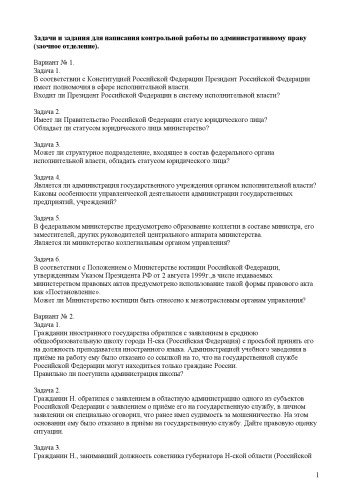 Задачи и задания для написания контрольной работы по административному праву
(заочное отделение).
Вариант № 1.
Задача 1.
В соответствии с Конституцией Российской Федерации Президент Российской Федерации
имеет полномочия в сфере исполнительной власти.
Входит ли Президент Российской Федерации в систему исполнительной власти?
Задача 2.
Имеет ли Правительство Российской Федерации статус юридического лица?
Обладает ли статусом юридического лица министерство?
Задача 3.
Может ли структурное подразделение, входящее в состав федерального органа
исполнительной власти, обладать статусом юридического лица?
Задача 4.
Является ли администрация государственного учреждения органом исполнительной власти?
Каковы особенности управленческой деятельности администрации государственных
предприятий, учреждений?
Задача 5.
В федеральном министерстве предусмотрено образование коллегии в составе министра, его
заместителей, других руководителей центрального аппарата министерства.
Является ли министерство коллегиальным органом управления?
Задача 6.
В соответствии с Положением о Министерстве юстиции Российской Федерации,
утвержденным Указом Президента РФ от 2 августа 1999г.,в числе издаваемых
министерством правовых актов предусмотрено использование такой формы правового акта
как «Постановление».
Может ли Министерство юстиции быть отнесено к межотраслевым органам управления?
Вариант № 2.
Задача 1.
Гражданин иностранного государства обратился с заявлением в среднюю
общеобразовательную школу города Н-ска (Российская Федерация) с просьбой принять его
на должность преподавателя иностранного языка. Администрацией учебного заведения в
приёме на работу ему было отказано со ссылкой на то, что на государственной службе
Российской Федерации могут находиться только граждане России.
Правильно ли поступила администрация школы?
Задача 2.
Гражданин Н. обратился с заявлением в областную администрацию одного из субъектов
Российской Федерации с заявлением о приёме его на государственную службу, в личном
заявлении он специально оговорил, что ранее имел судимость за мошенничество. На этом
основании ему было отказано в приёме на государственную службу. Дайте правовую оценку
ситуации.
Задача 3.
Гражданин Н., занимавший должность советника губернатора Н-ской области (Российской
1